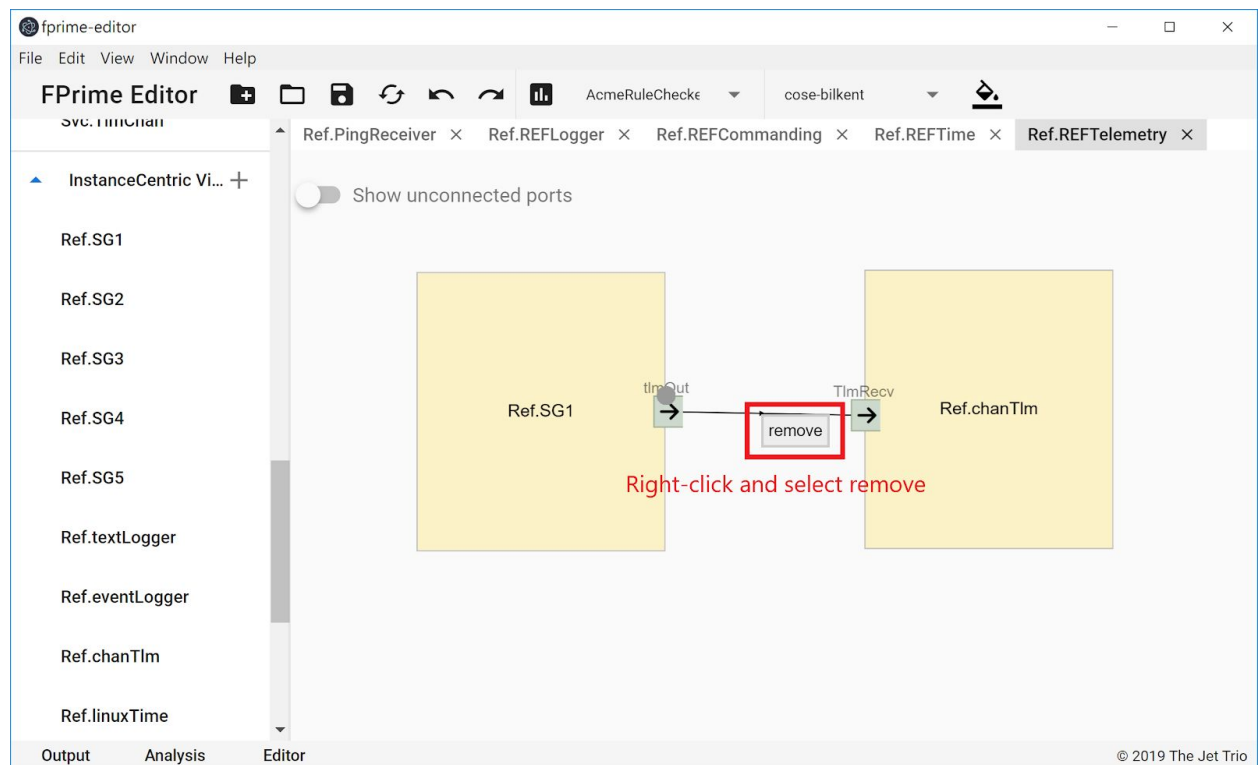 fprime-editor
File Edit View Window Help
FPrime Editor
AcmeRuleChecke
cose-bilkent
Svc.TlmChan
Ref.PingReceiver
Ref.REFLogger
Ref.REFCommanding
Ref.REFTime
Ref.REFTelemetry
InstanceCentric Vi...
Show unconnected ports
Ref.SG1
Ref.SG2
Ref.SG3
Ref.SG4
Ref.SG5
Ref.textLogger
Ref.eventLogger
Ref.chanTlm
Ref.linuxTime
tlmOut
TlmRecv
Ref.SG1
Ref.chanTlm
remove
Right-click and select remove
Output Analysis Editor
© 2019 The Jet Trio